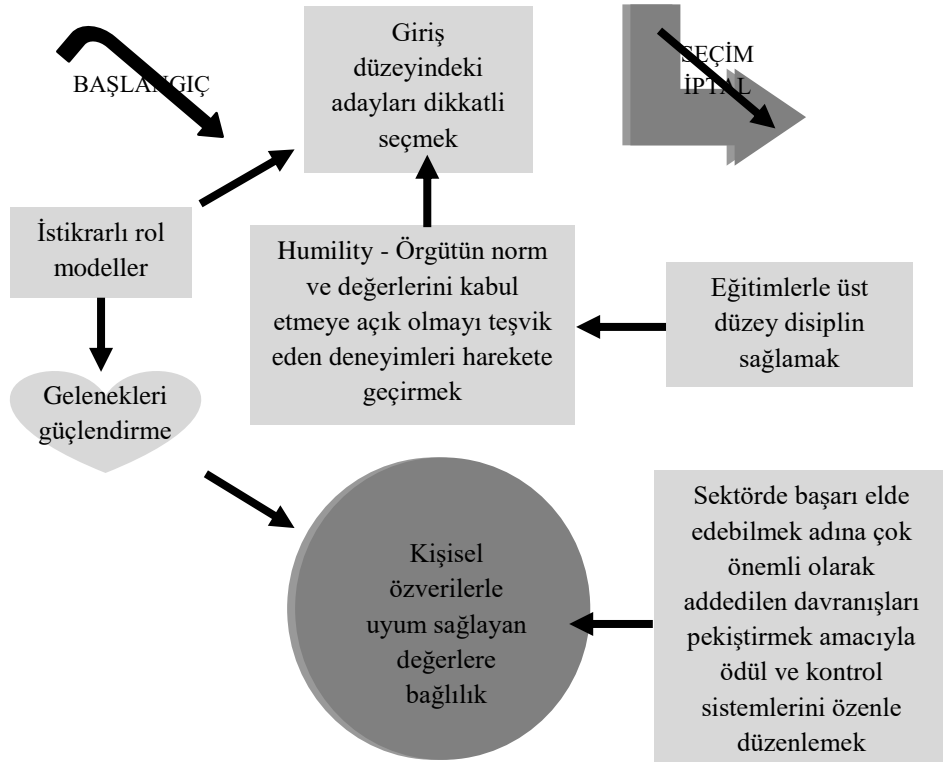 BAŞLANGIÇ
Giriş
düzeyindeki
adayları dikkatli
seçmek
SEÇİM
İPTAL
İstikrarlı rol
modeller
Humility - Örgütün norm
ve değerlerini kabul
etmeye açık olmayı teşvik
eden deneyimleri harekete
geçirmek
Eğitimlerle üst
düzey disiplin
sağlamak
Gelenekleri
güçlendirme
Kişisel
özverilerle
uyum sağlayan
değerlere
bağlılık
Sektörde başarı elde
edebilmek adına çok
önemli olarak
addedilen davranışları
pekiştirmek amacıyla
ödül ve kontrol
sistemlerini özenle
düzenlemek